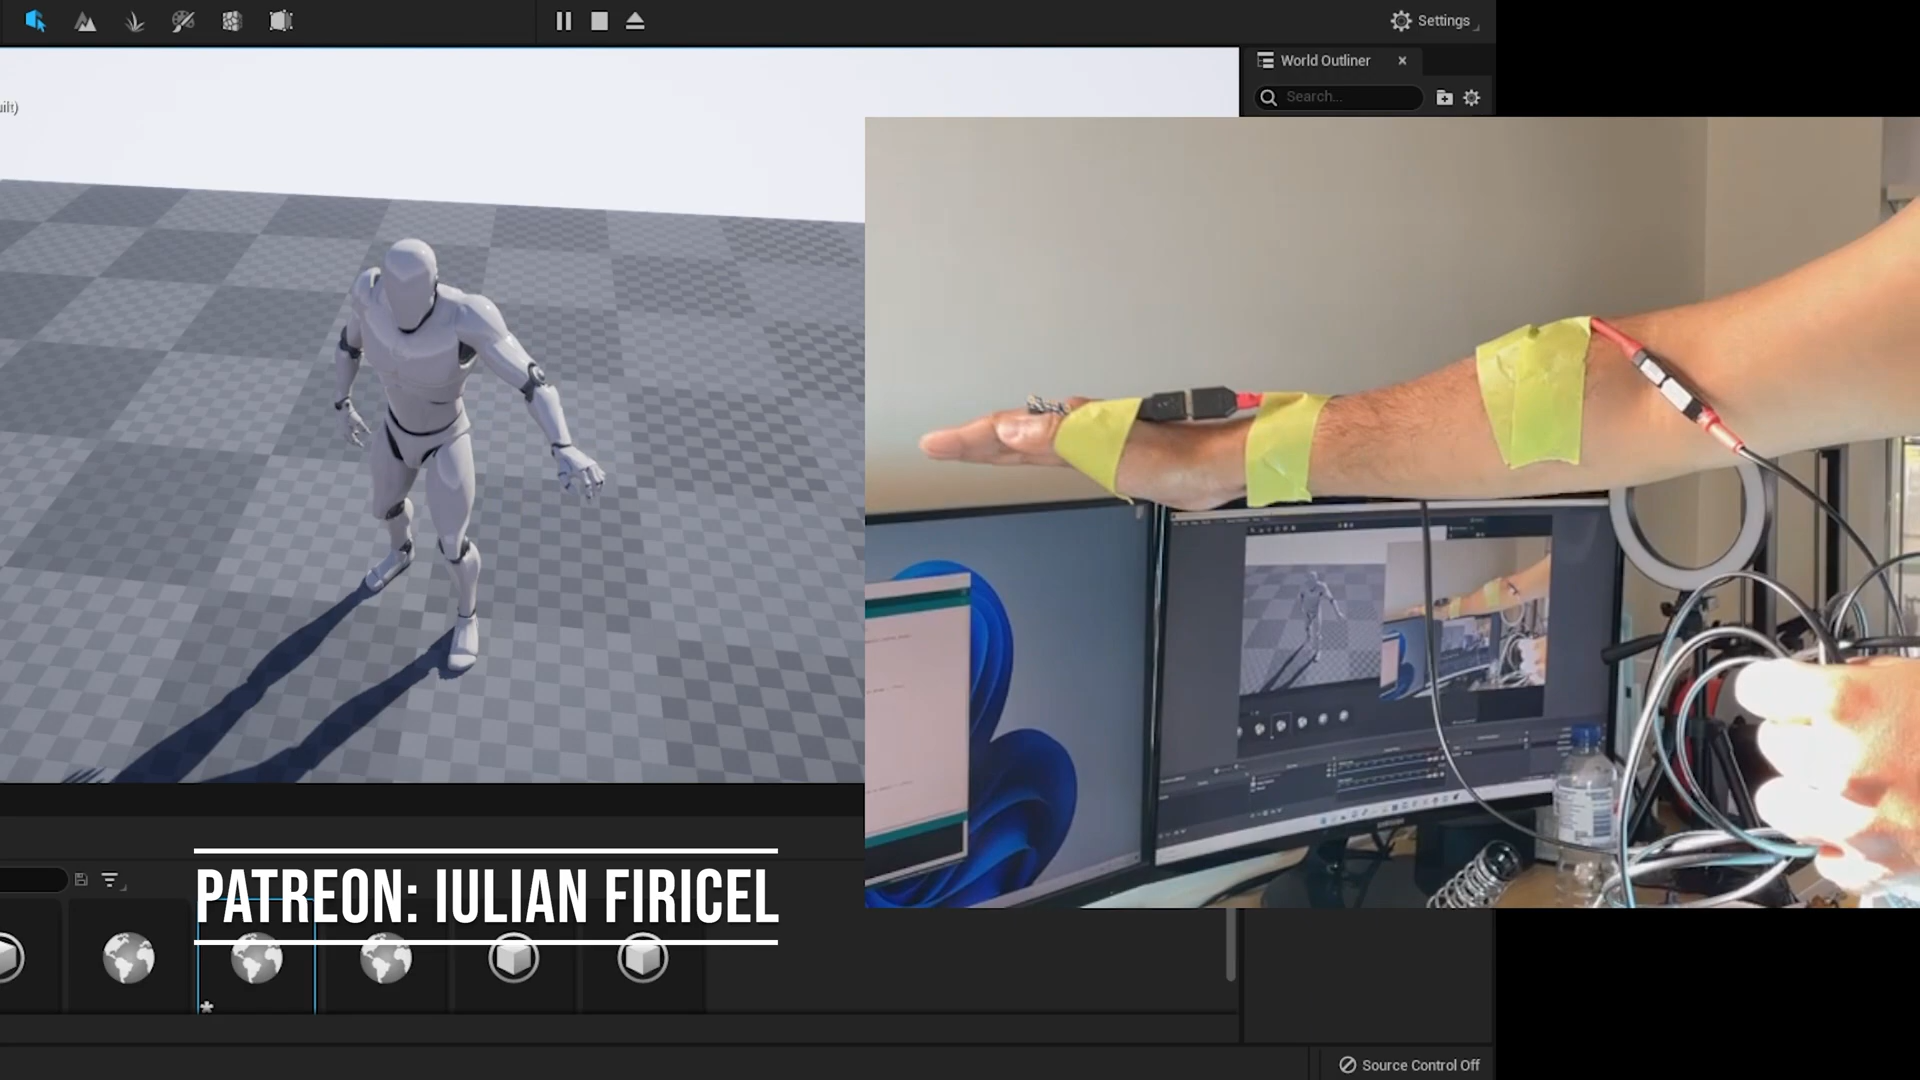 Settings
World Outliner
uilt)
Search...
PATREON: IULIAN FIRICEL
Source Control Off